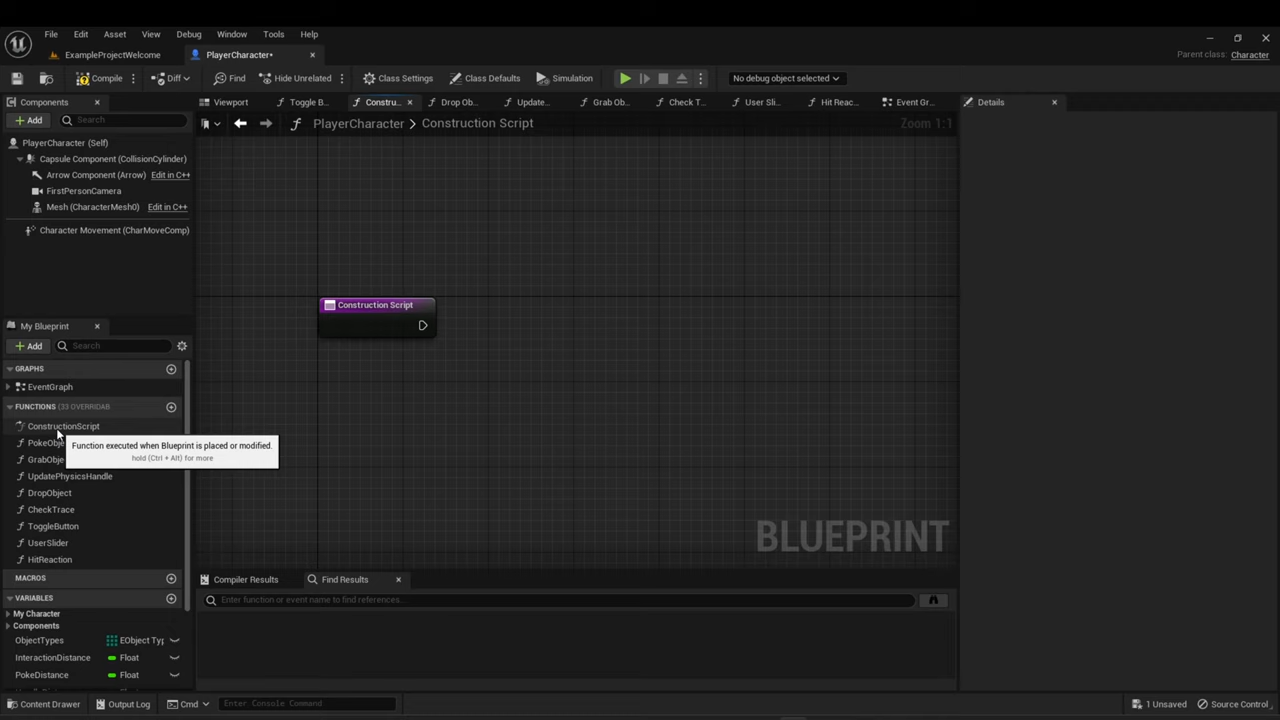 File Edit Asset View Debug Window Tools Help
ExampleProjectWelcome PlayerCharacter•
Parent class: Character
Compile Diff Find Hide Unrelated Class Settings Class Defaults Simulation No debug object selected
Components
Viewport Toggle B... Constru... Drop Ob... Update... Grab Ob... Check T... User Sli... Hit Reac... Event Gr... Details
Add Search
PlayerCharacter > Construction Script Zoom 1:1
PlayerCharacter (Self)
Capsule Component (CollisionCylinder)
Arrow Component (Arrow) Edit in C++
FirstPersonCamera
Mesh (CharacterMesh0) Edit in C++
Character Movement (CharMoveComp)
Construction Script
My Blueprint
Add Search
GRAPHS
EventGraph
FUNCTIONS (33 OVERRIDAB
ConstructionScript
PokeObje
Function executed when Blueprint is placed or modified.
hold (Ctrl + Alt) for more
GrabObje
UpdatePhysicsHandle
DropObject
CheckTrace
ToggleButton
UserSlider
HitReaction
BLUEPRINT
MACROS
Compiler Results Find Results
VARIABLES
Enter function or event name to find references...
My Character
Components
ObjectTypes EObject Typ
InteractionDistance Float
PokeDistance Float
Content Drawer Output Log Cmd Enter Console Command 1 Unsaved Source Control